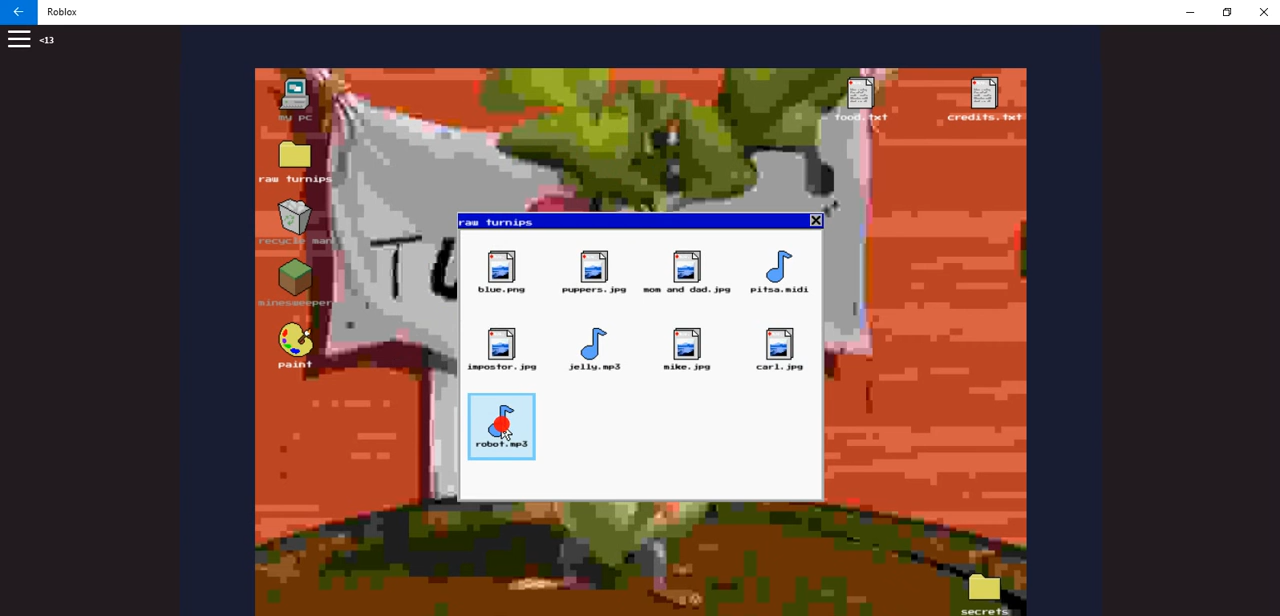 Roblox
<13
my pc
raw turnips
recycle man
minesweeper
paint
food.txt
credits.txt
raw turnips
blue.png
puppers.jpg
mom and dad.jpg
pitsa.midi
impostor.jpg
jelly.mp3
mike.jpg
carl.jpg
robot.mp3
secrets